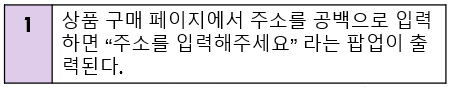 1
상품 구매 페이지에서 주소를 공백으로 입력
하면 “주소를 입력해주세요” 라는 팝업이 출
력된다.